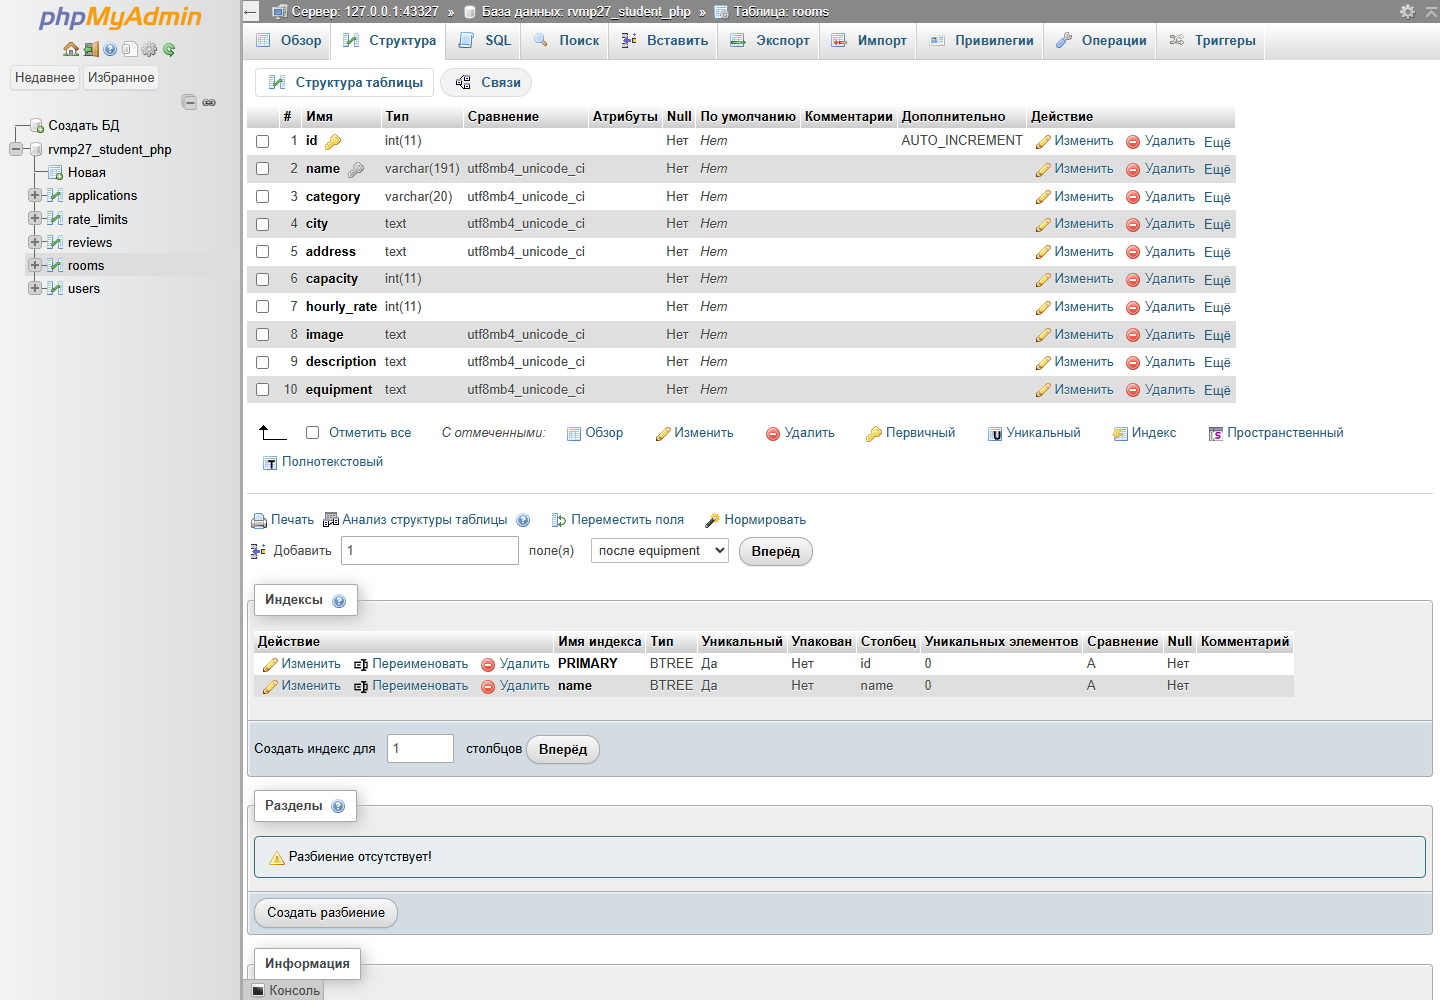 phpMyAdmin
Недавнее Избранное
Создать БД
rvmp27_student_php
Новая
applications
rate_limits
reviews
rooms
users
Сервер: 127.0.0.1:43327 » База данных: rvmp27_student_php » Таблица: rooms
Обзор Структура SQL Поиск Вставить Экспорт Импорт Привилегии Операции Триггеры
Структура таблицы Связи
# Имя Тип Сравнение Атрибуты Null По умолчанию Комментарии Дополнительно Действие
1 id int(11) Нет Нет AUTO_INCREMENT Изменить Удалить Ещё
2 name varchar(191) utf8mb4_unicode_ci Нет Нет Изменить Удалить Ещё
3 category varchar(20) utf8mb4_unicode_ci Нет Нет Изменить Удалить Ещё
4 city text utf8mb4_unicode_ci Нет Нет Изменить Удалить Ещё
5 address text utf8mb4_unicode_ci Нет Нет Изменить Удалить Ещё
6 capacity int(11) Нет Нет Изменить Удалить Ещё
7 hourly_rate int(11) Нет Нет Изменить Удалить Ещё
8 image text utf8mb4_unicode_ci Нет Нет Изменить Удалить Ещё
9 description text utf8mb4_unicode_ci Нет Нет Изменить Удалить Ещё
10 equipment text utf8mb4_unicode_ci Нет Нет Изменить Удалить Ещё
Отметить все С отмеченными: Обзор Изменить Удалить Первичный Уникальный Индекс Пространственный
Полнотекстовый
Печать Анализ структуры таблицы Переместить поля Нормировать
Добавить 1 поле(я) после equipment Вперёд
Индексы
Действие Имя индекса Тип Уникальный Упакован Столбец Уникальных элементов Сравнение Null Комментарий
Изменить Переименовать Удалить PRIMARY BTREE Да Нет id 0 A Нет
Изменить Переименовать Удалить name BTREE Да Нет name 0 A Нет
Создать индекс для 1 столбцов Вперёд
Разделы
Разбиение отсутствует!
Создать разбиение
Информация
Консоль